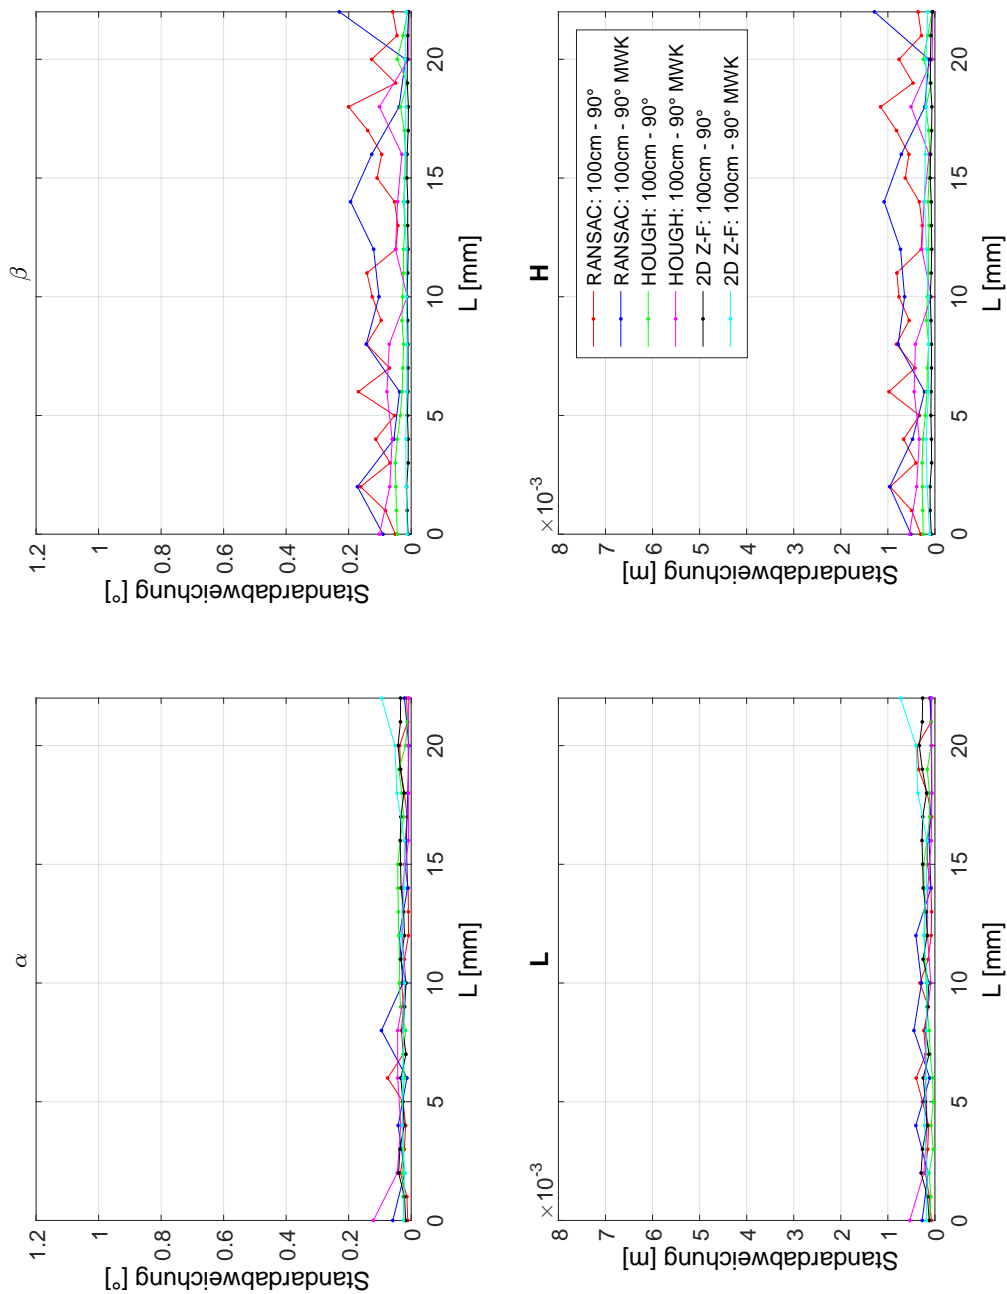 α
1.2
1
0.8
0.6
0.4
0.2
0
Standardabweichung [°]
0 5 10 15 20
L [mm]
β
1.2
1
0.8
0.6
0.4
0.2
0
Standardabweichung [°]
0 5 10 15 20
L [mm]
L
×10-3
8
7
6
5
4
3
2
1
0
Standardabweichung [m]
0 5 10 15 20
L [mm]
H
×10-3
8
7
6
5
4
3
2
1
0
Standardabweichung [m]
0 5 10 15 20
L [mm]
RANSAC: 100cm - 90°
RANSAC: 100cm - 90° MWK
HOUGH: 100cm - 90°
HOUGH: 100cm - 90° MWK
2D Z-F: 100cm - 90°
2D Z-F: 100cm - 90° MWK